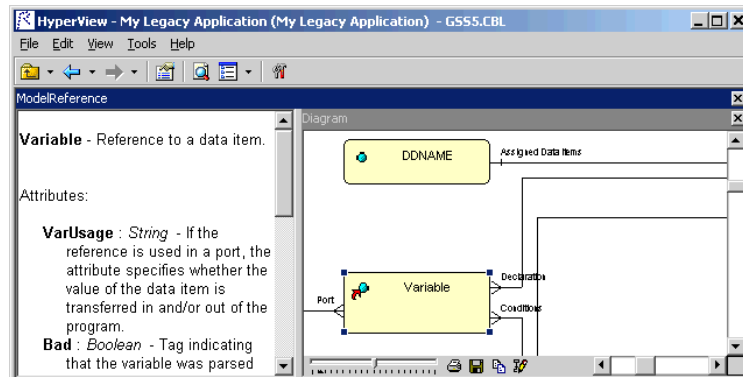 HyperView - My Legacy Application (My Legacy Application) - GSS5.CBL
File Edit View Tools Help
ModelReference
Variable - Reference to a data item.
Attributes:
VarUsage : String - If the
reference is used in a port, the
attribute specifies whether the
value of the data item is
transferred in and/or out of the
program.
Bad : Boolean - Tag indicating
that the variable was parsed
Diagram
DDNAME
Assigned Data Items
Variable
Port
Declaration
Conditions